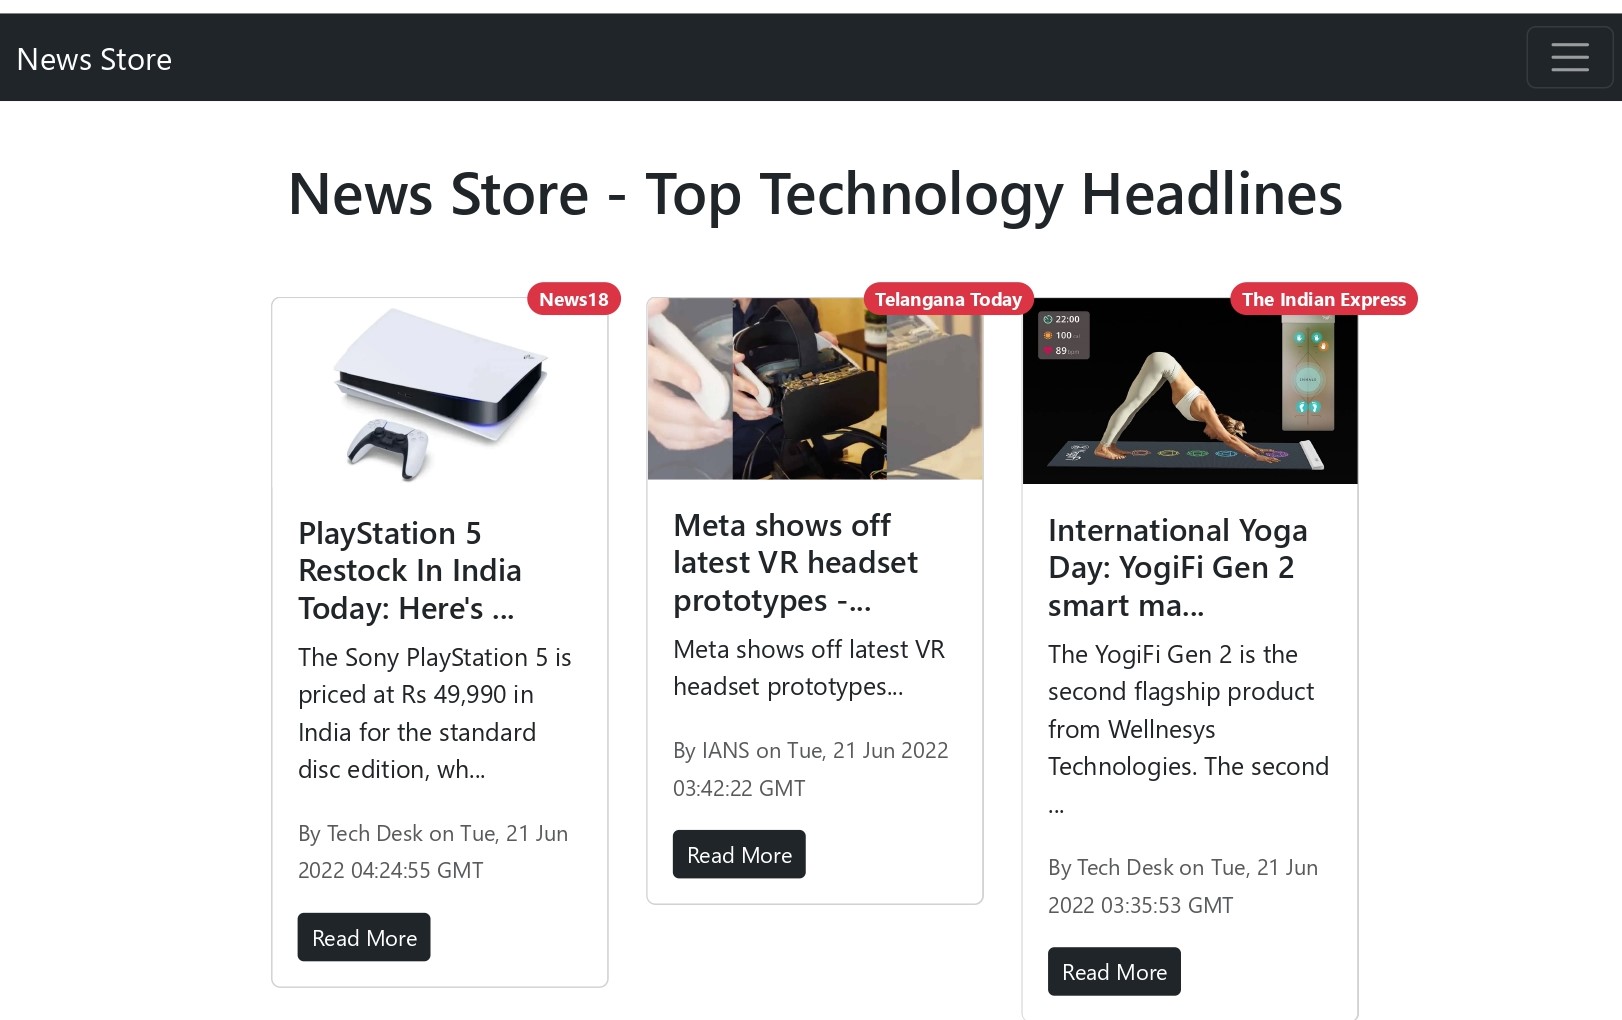 News Store
News Store - Top Technology Headlines
News18
PlayStation 5
Restock In India
Today: Here's ...
The Sony PlayStation 5 is
priced at Rs 49,990 in
India for the standard
disc edition, wh...
By Tech Desk on Tue, 21 Jun
2022 04:24:55 GMT
Read More
Telangana Today
Meta shows off
latest VR headset
prototypes -...
Meta shows off latest VR
headset prototypes...
By IANS on Tue, 21 Jun 2022
03:42:22 GMT
Read More
The Indian Express
22:00
100
89
International Yoga
Day: YogiFi Gen 2
smart ma...
The YogiFi Gen 2 is the
second flagship product
from Wellnesys
Technologies. The second
...
By Tech Desk on Tue, 21 Jun
2022 03:35:53 GMT
Read More